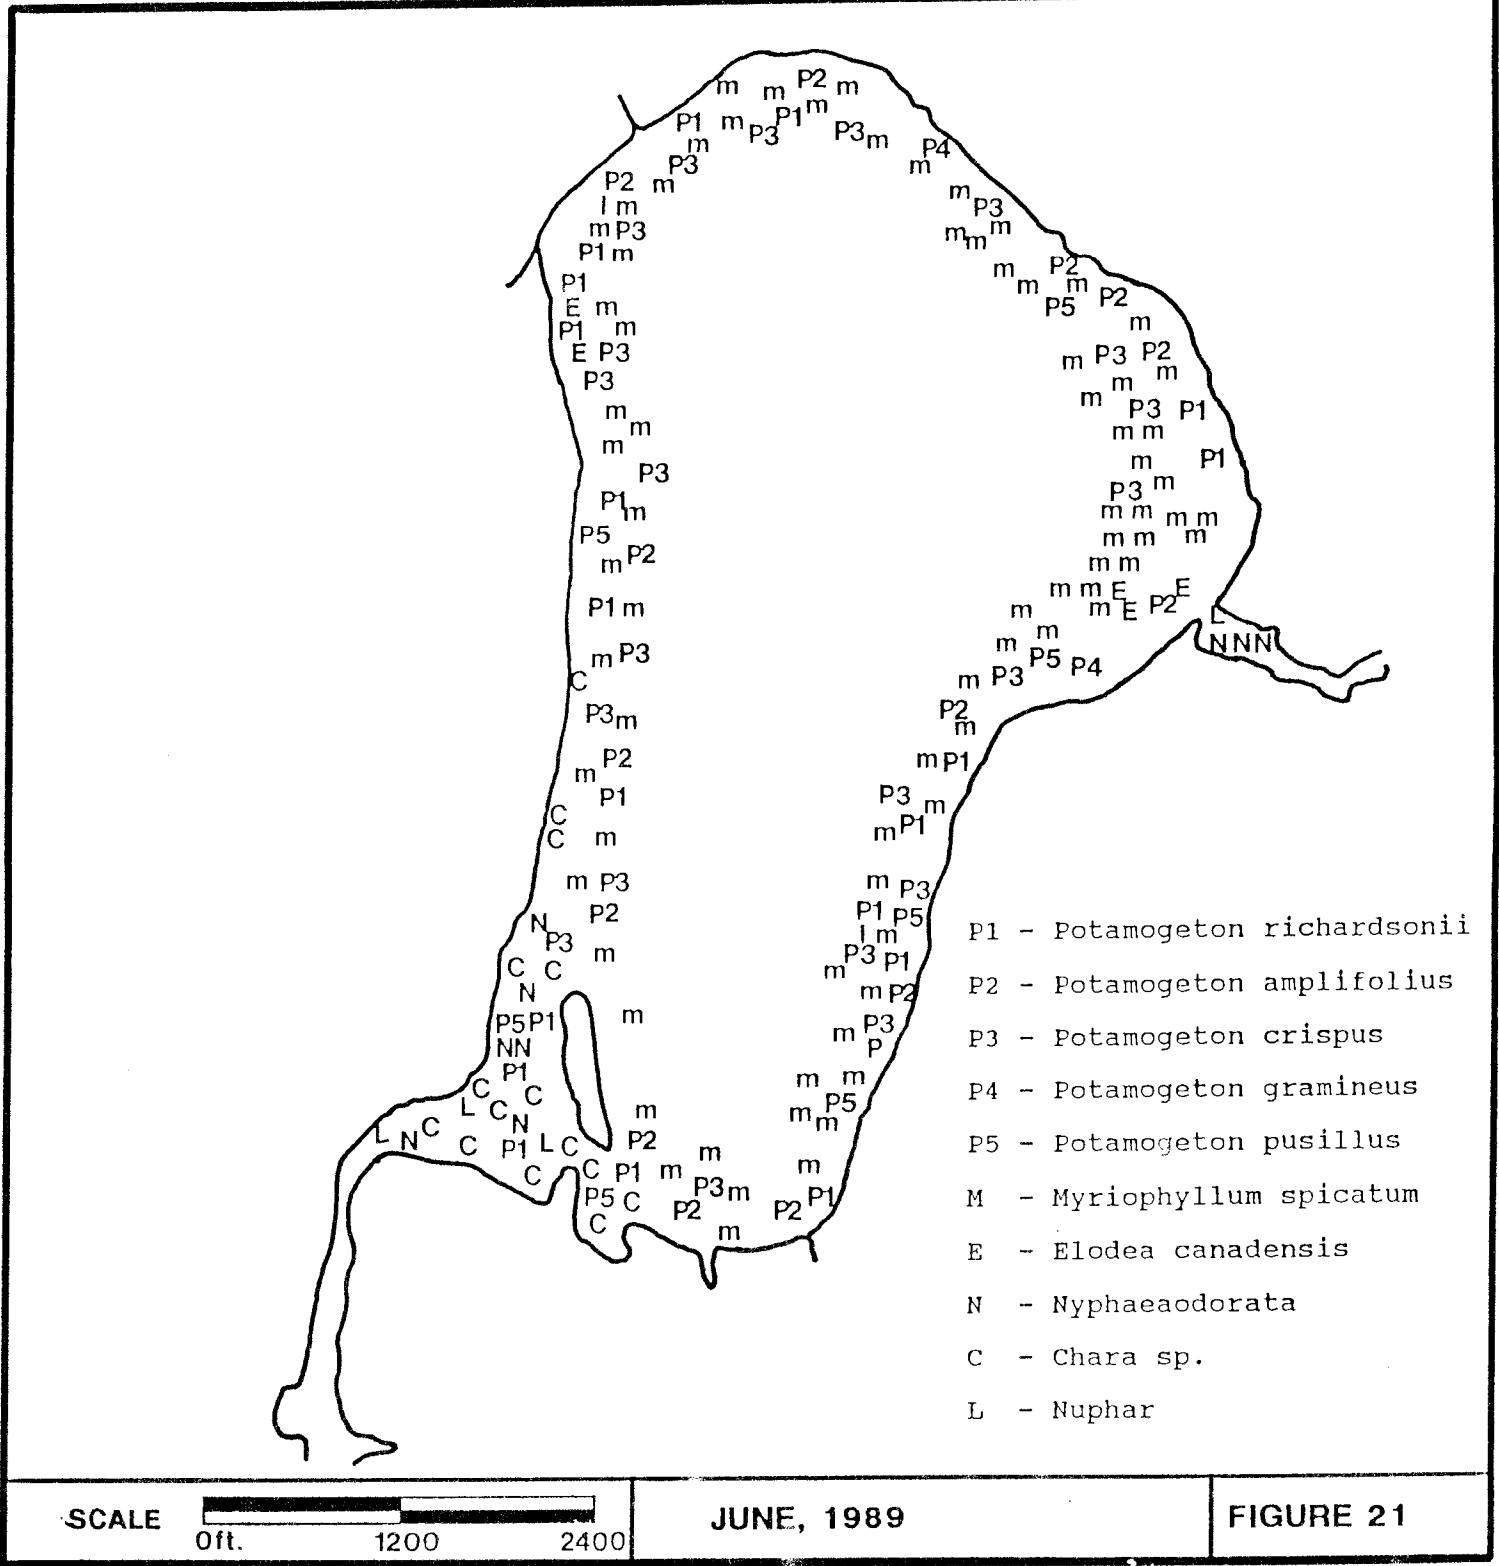 m m P2 m
m
P1 m P3 P1 P3 m
m P4
P3 m
P2 m m
I m P3
m P3 m m m
P1 m
m P2
P1 m m P2
E m P5
P1 m m
E P3 m P3 P2
P3 m m
m m P3 P1
m m m
m m P1
P3 P3 m
P1 m m m m m
P5 m m m
m P2 m m
m m E E
P1 m m m E P2 L
m NNN
m P3 m P5 P4
C m P3
P3 m P2 m
m P2 m P1
P1 P3 m
C m P1
C m
m P3 m P3
P2 P1 P5
N P3 I m
m P3 P1
C C m
N m P2
P5 P1 m m P3
NN P
P1 m m
C C m P5
L C m m m
L N C N
C P1 L C P2 m
C C P1 m m
P5 C P3 m P1
C P2 P2
m
P1 - Potamogeton richardsonii
P2 - Potamogeton amplifolius
P3 - Potamogeton crispus
P4 - Potamogeton gramineus
P5 - Potamogeton pusillus
M - Myriophyllum spicatum
E - Elodea canadensis
N - Nyphaeaodorata
C - Chara sp.
L - Nuphar
SCALE
0ft. 1200 2400
JUNE, 1989
FIGURE 21